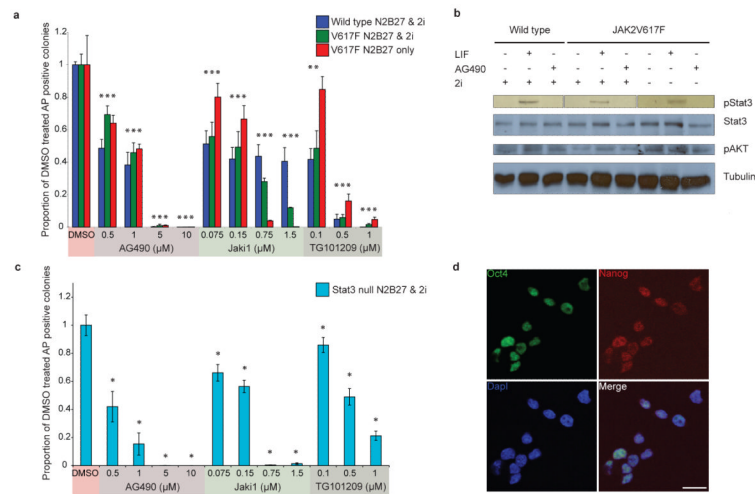 a
Proportion of DMSO treated AP positive colonies
1.2
1
0.8
0.6
0.4
0.2
0
Wild type N2B27 & 2i
V617F N2B27 & 2i
V617F N2B27 only
*** *** *** *** *** *** *** *** ** *** ***
DMSO 0.5 1 5 10 0.075 0.15 0.75 1.5 0.1 0.5 1
AG490 (µM) Jaki1 (µM) TG101209 (µM)
b
Wild type JAK2V617F
LIF - + - - + - - + -
AG490 - - + - - + - - +
2i + + + + + + - - -
pStat3
Stat3
pAKT
Tubulin
c
Proportion of DMSO treated AP positive colonies
1.2
1
0.8
0.6
0.4
0.2
0
Stat3 null N2B27 & 2i
* * * * * * * * * * *
DMSO 0.5 1 5 10 0.075 0.15 0.75 1.5 0.1 0.5 1
AG490 (µM) Jaki1 (µM) TG101209 (µM)
d
Oct4 Nanog
DapI Merge